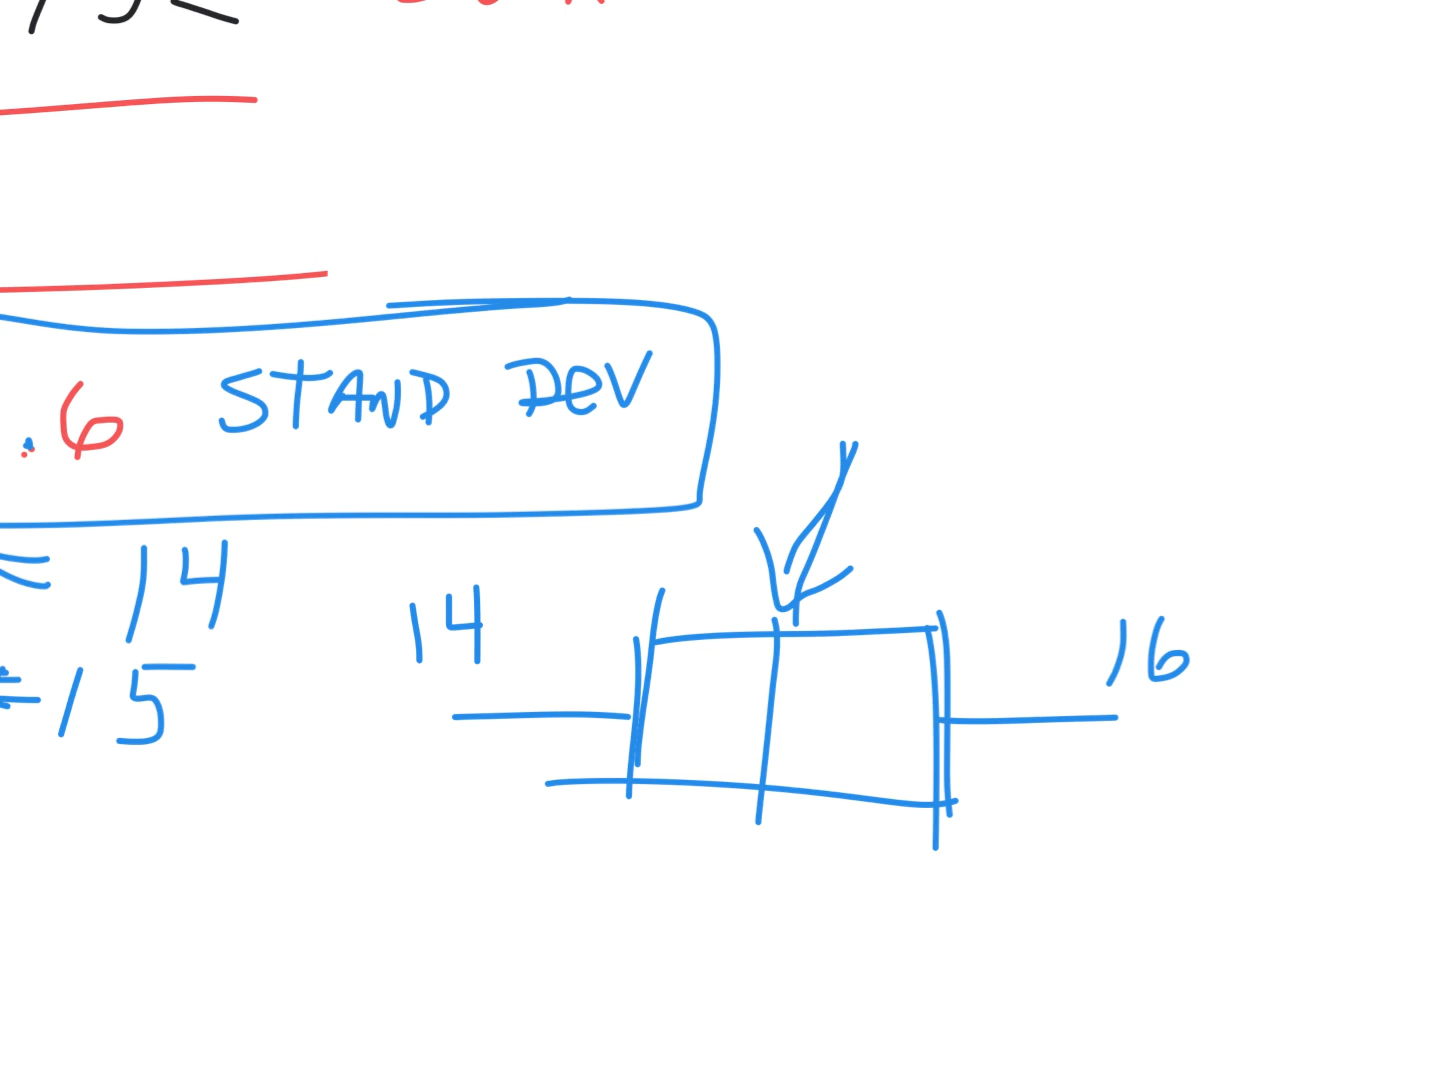 .6 STAND DEV
= 14
= 15
14
16